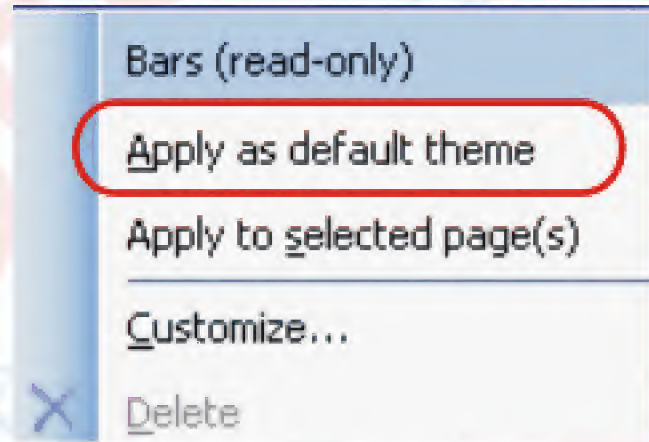 Bars (read-only)
Apply as default theme
Apply to selected page(s)
Customize...
Delete